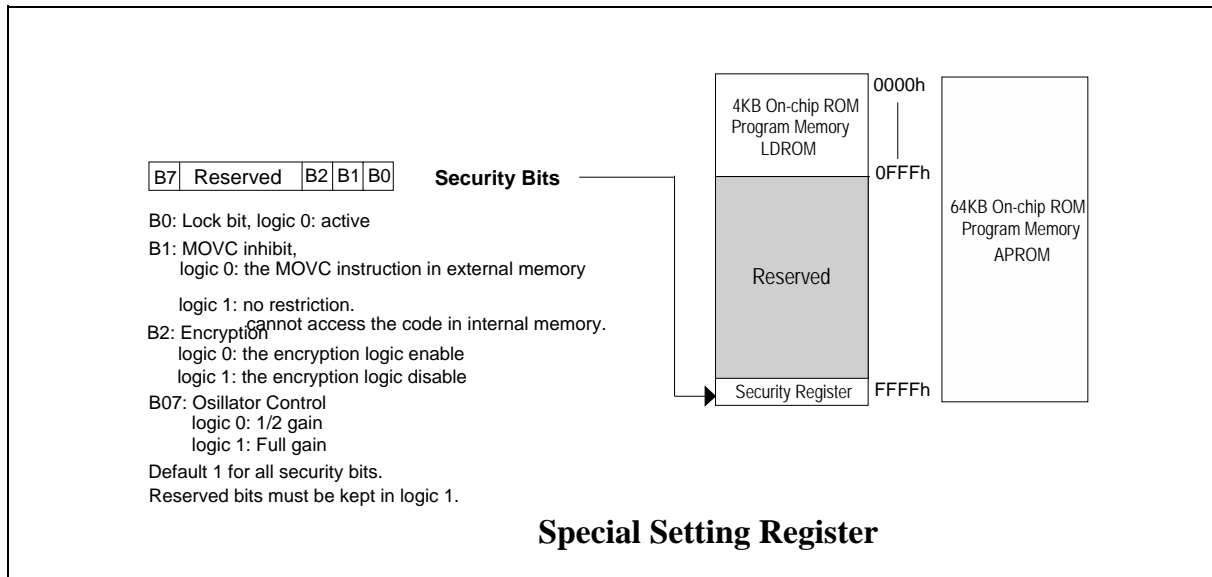 B7 Reserved B2 B1 B0
Security Bits
B0: Lock bit, logic 0: active
B1: MOVC inhibit,
logic 0: the MOVC instruction in external memory
logic 1: no restriction.
cannot access the code in internal memory.
B2: Encryption
logic 0: the encryption logic enable
logic 1: the encryption logic disable
B07: Osillator Control
logic 0: 1/2 gain
logic 1: Full gain
Default 1 for all security bits.
Reserved bits must be kept in logic 1.
4KB On-chip ROM
Program Memory
LDROM
0000h
0FFFh
Reserved
Security Register
FFFFh
64KB On-chip ROM
Program Memory
APROM
Special Setting Register